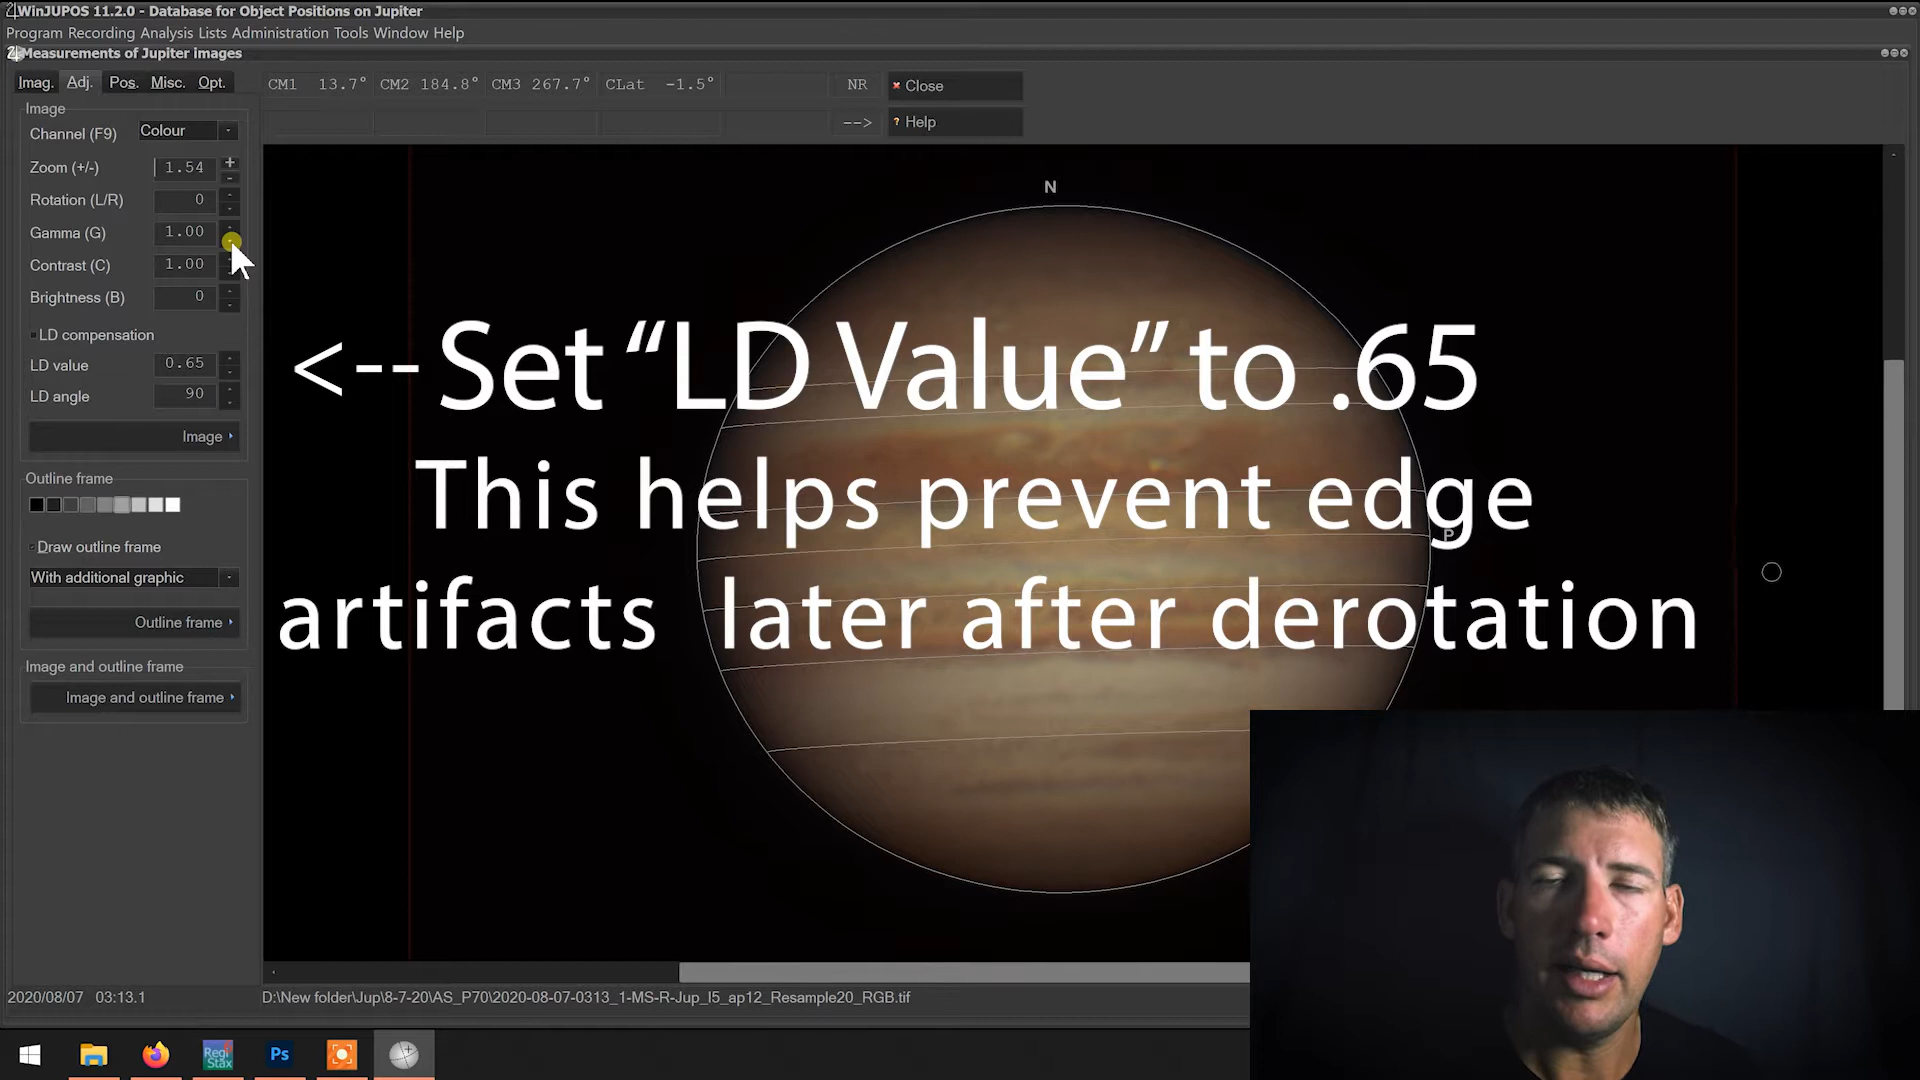 WinJUPOS 11.2.0 - Database for Object Positions on Jupiter
Program Recording Analysis Lists Administration Tools Window Help
Measurements of Jupiter images
Imag. Adj. Pos. Misc. Opt.
CM1 13.7° CM2 184.8° CM3 267.7° CLat -1.5° NR × Close
--> ? Help
Image
Channel (F9) Colour
Zoom (+/-) 1.54 + -
Rotation (L/R) 0
Gamma (G) 1.00
Contrast (C) 1.00
Brightness (B) 0
LD compensation
LD value 0.65
LD angle 90
Image
Outline frame
Draw outline frame
With additional graphic
Outline frame
Image and outline frame
Image and outline frame
N
P
<-- Set “LD Value” to .65
This helps prevent edge
artifacts later after derotation
2020/08/07 03:13.1 D:\New folder\Jup\8-7-20\AS_P70\2020-08-07-0313_1-MS-R-Jup_l5_ap12_Resample20_RGB.tif
Regi
Stax
Ps